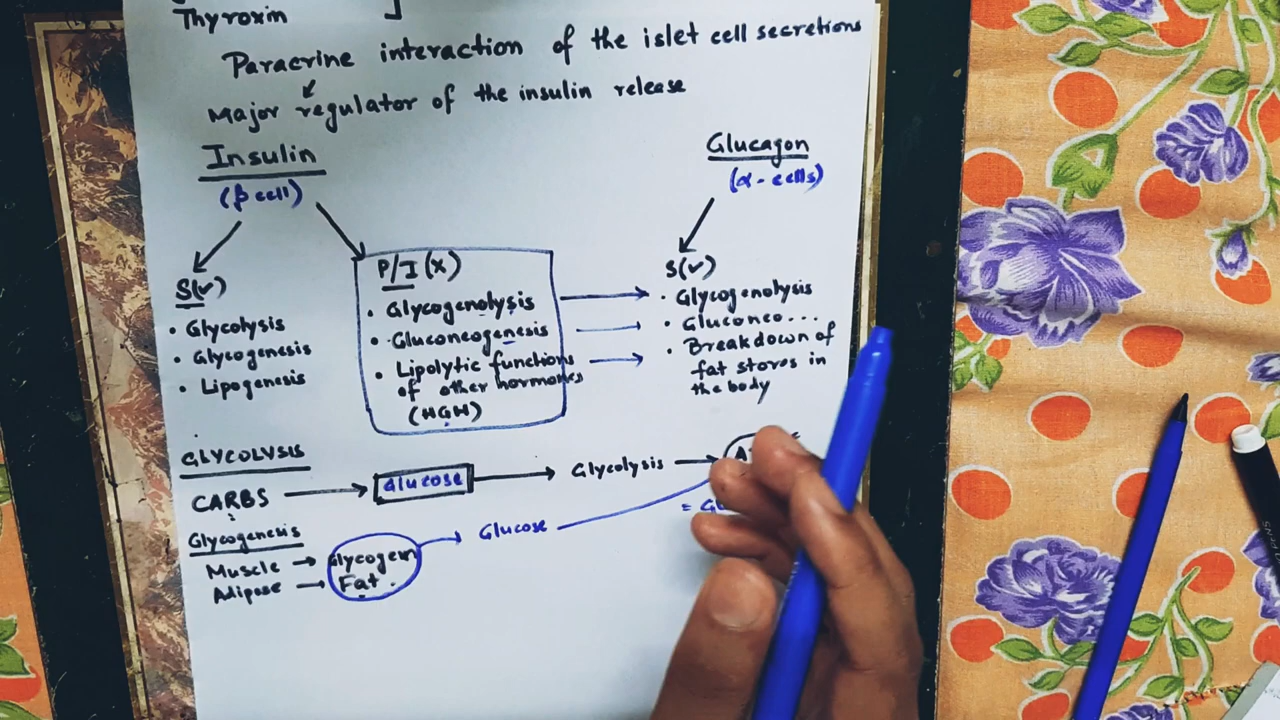 Thyroxin ]
Paracrine interaction of the islet cell secretions
Major regulator of the insulin release
Insulin
(β cell)
Glucagon
(α - cells)
S(✓)
• Glycolysis
• Glycogenesis
• Lipogenesis
P/I (x)
• Glycogenolysis
• Gluconeogenesis
• Lipolytic functions
of other hormones
(HGH)
S(✓)
• Glycogenolysis
• Gluconeo...
• Breakdown of
fat stores in
the body
GLYCOLYSIS
CARBS → Glucose → Glycolysis →
Glycogenesis
Muscle → Glycogen → Glucose
Adipose → Fat.